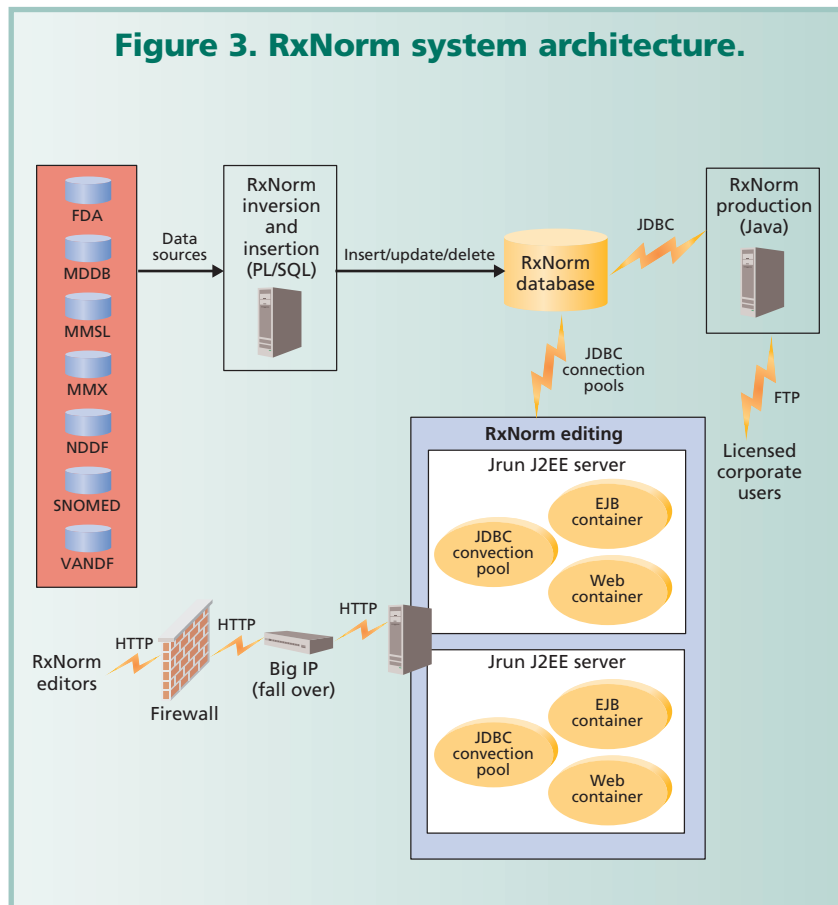 Figure 3. RxNorm system architecture.
FDA
MDDB
MMSL
MMX
NDDF
SNOMED
VANDF
Data
sources
RxNorm
inversion
and
insertion
(PL/SQL)
Insert/update/delete
RxNorm
database
JDBC
RxNorm
production
(Java)
JDBC
connection
pools
FTP
Licensed
corporate
users
RxNorm editing
Jrun J2EE server
EJB
container
JDBC
convection
pool
Web
container
Jrun J2EE server
EJB
container
JDBC
convection
pool
Web
container
RxNorm
editors
HTTP
Firewall
HTTP
Big IP
(fall over)
HTTP